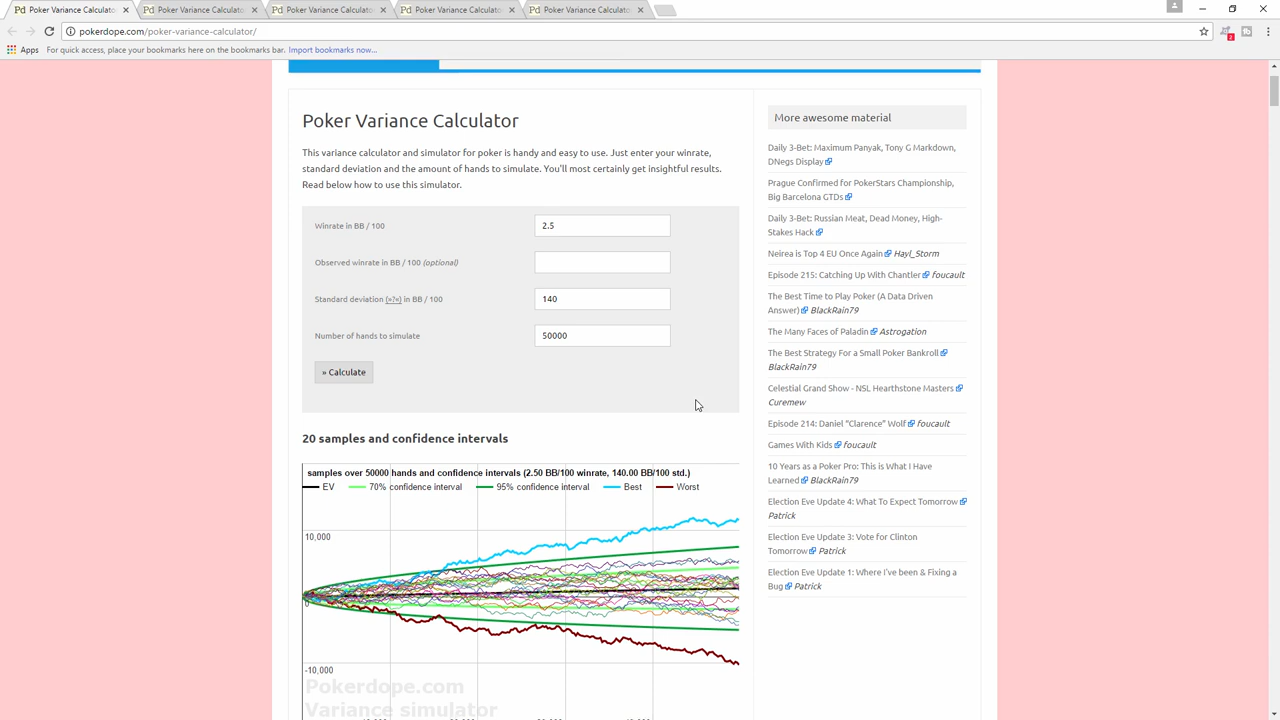 Poker Variance Calculato
Poker Variance Calculato
Poker Variance Calculato
Poker Variance Calculato
Poker Variance Calculato
pokerdope.com/poker-variance-calculator/
Apps For quick access, place your bookmarks here on the bookmarks bar. Import bookmarks now...
Poker Variance Calculator
This variance calculator and simulator for poker is handy and easy to use. Just enter your winrate,
standard deviation and the amount of hands to simulate. You'll most certainly get insightful results.
Read below how to use this simulator.
Winrate in BB / 100 2.5
Observed winrate in BB / 100 (optional)
Standard deviation (»?«) in BB / 100 140
Number of hands to simulate 50000
» Calculate
20 samples and confidence intervals
samples over 50000 hands and confidence intervals (2.50 BB/100 winrate, 140.00 BB/100 std.)
EV 70% confidence interval 95% confidence interval Best Worst
10,000
0
-10,000
Pokerdope.com
Variance simulator
More awesome material
Daily 3-Bet: Maximum Panyak, Tony G Markdown,
DNegs Display
Prague Confirmed for PokerStars Championship,
Big Barcelona GTDs
Daily 3-Bet: Russian Meat, Dead Money, High-
Stakes Hack
Neirea is Top 4 EU Once Again Hayl_Storm
Episode 215: Catching Up With Chantler foucault
The Best Time to Play Poker (A Data Driven
Answer) BlackRain79
The Many Faces of Paladin Astrogation
The Best Strategy For a Small Poker Bankroll
BlackRain79
Celestial Grand Show - NSL Hearthstone Masters
Curemew
Episode 214: Daniel “Clarence” Wolf foucault
Games With Kids foucault
10 Years as a Poker Pro: This is What I Have
Learned BlackRain79
Election Eve Update 4: What To Expect Tomorrow
Patrick
Election Eve Update 3: Vote for Clinton
Tomorrow Patrick
Election Eve Update 1: Where I've been & Fixing a
Bug Patrick